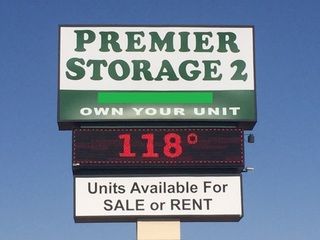 PREMIER
STORAGE 2
OWN YOUR UNIT
118°
Units Available For
SALE or RENT